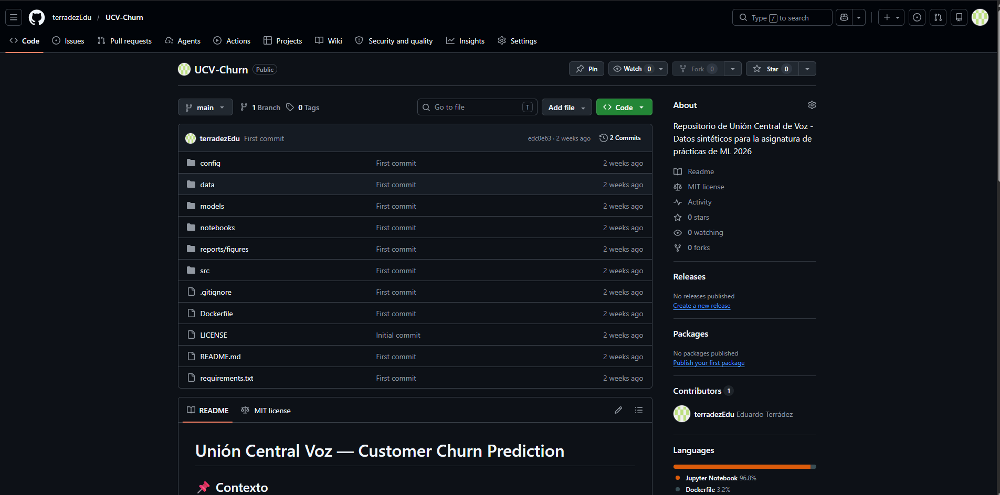 terradezEdu / UCV-Churn
Type / to search
Code Issues Pull requests Agents Actions Projects Wiki Security and quality Insights Settings
UCV-Churn Public
Pin Watch 0 Fork 0 Star 0
main 1 Branch 0 Tags Go to file T Add file Code
terradezEdu First commit edc0e63 · 2 weeks ago 2 Commits
config First commit 2 weeks ago
data First commit 2 weeks ago
models First commit 2 weeks ago
notebooks First commit 2 weeks ago
reports/figures First commit 2 weeks ago
src First commit 2 weeks ago
.gitignore First commit 2 weeks ago
Dockerfile First commit 2 weeks ago
LICENSE Initial commit 2 weeks ago
README.md First commit 2 weeks ago
requirements.txt First commit 2 weeks ago
README MIT license
Unión Central Voz — Customer Churn Prediction
Contexto
About
Repositorio de Unión Central de Voz -
Datos sintéticos para la asignatura de
prácticas de ML 2026
Readme
MIT license
Activity
0 stars
0 watching
0 forks
Releases
No releases published
Create a new release
Packages
No packages published
Publish your first package
Contributors 1
terradezEdu Eduardo Terrádez
Languages
Jupyter Notebook 96.8%
Dockerfile 3.2%